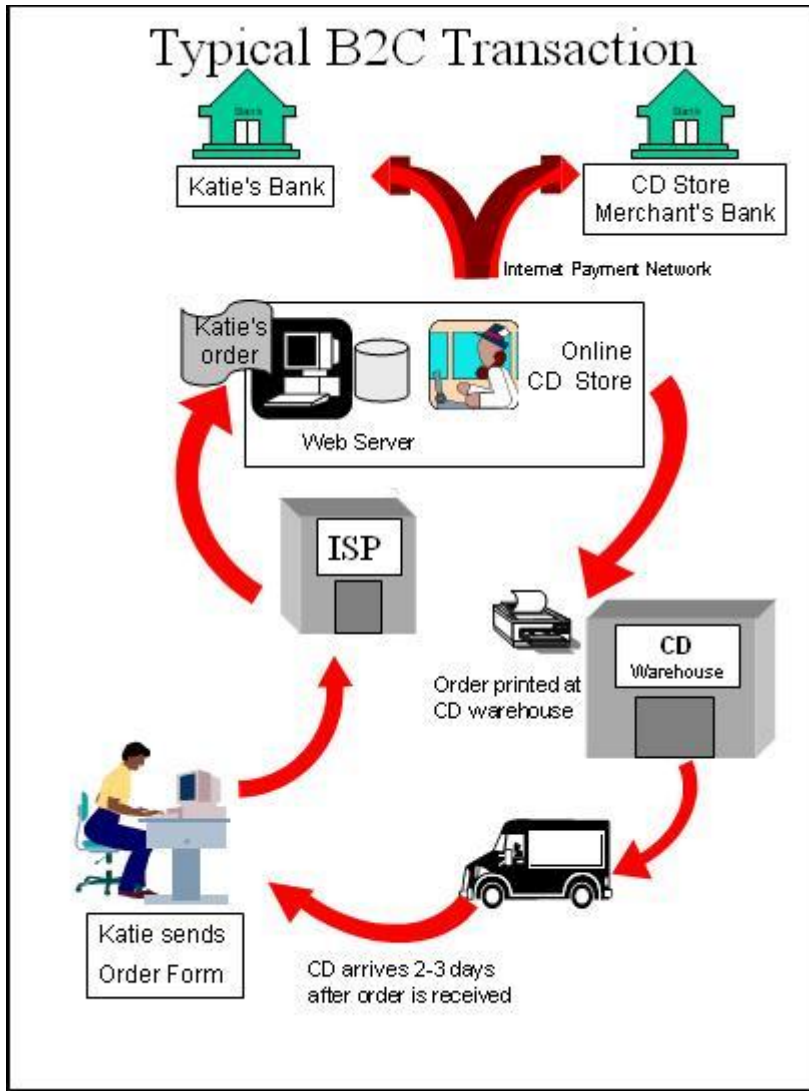 Typical B2C Transaction
Bank
Bank
Katie's Bank
CD Store
Merchant's Bank
Internet Payment Network
Katie's
order
Online
CD Store
Web Server
ISP
CD
Warehouse
Order printed at
CD warehouse
Katie sends
Order Form
CD arrives 2-3 days
after order is received